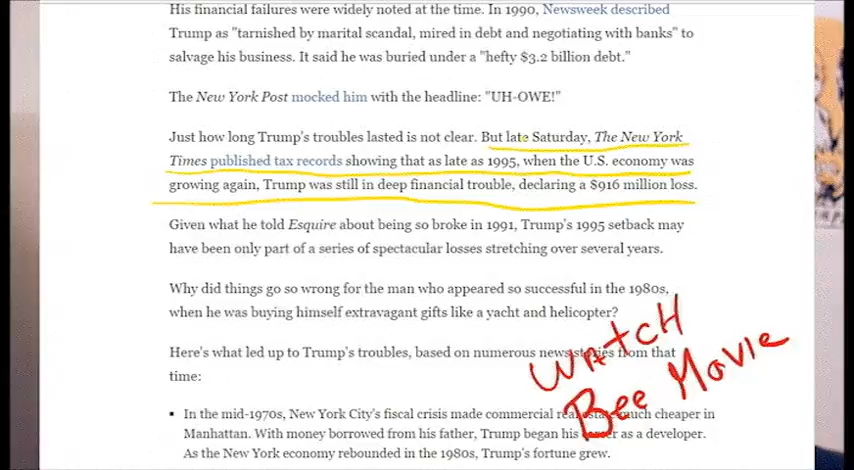 His financial failures were widely noted at the time. In 1990, Newsweek described
Trump as "tarnished by marital scandal, mired in debt and negotiating with banks" to
salvage his business. It said he was buried under a "hefty $3.2 billion debt."
The New York Post mocked him with the headline: "UH-OWE!"
Just how long Trump's troubles lasted is not clear. But late Saturday, The New York
Times published tax records showing that as late as 1995, when the U.S. economy was
growing again, Trump was still in deep financial trouble, declaring a $916 million loss.
Given what he told Esquire about being so broke in 1991, Trump's 1995 setback may
have been only part of a series of spectacular losses stretching over several years.
Why did things go so wrong for the man who appeared so successful in the 1980s,
when he was buying himself extravagant gifts like a yacht and helicopter?
Here's what led up to Trump's troubles, based on numerous news stories from that
time:
▪ In the mid-1970s, New York City's fiscal crisis made commercial real estate much cheaper in
Manhattan. With money borrowed from his father, Trump began his career as a developer.
As the New York economy rebounded in the 1980s, Trump's fortune grew.
WATCH
Bee Movie